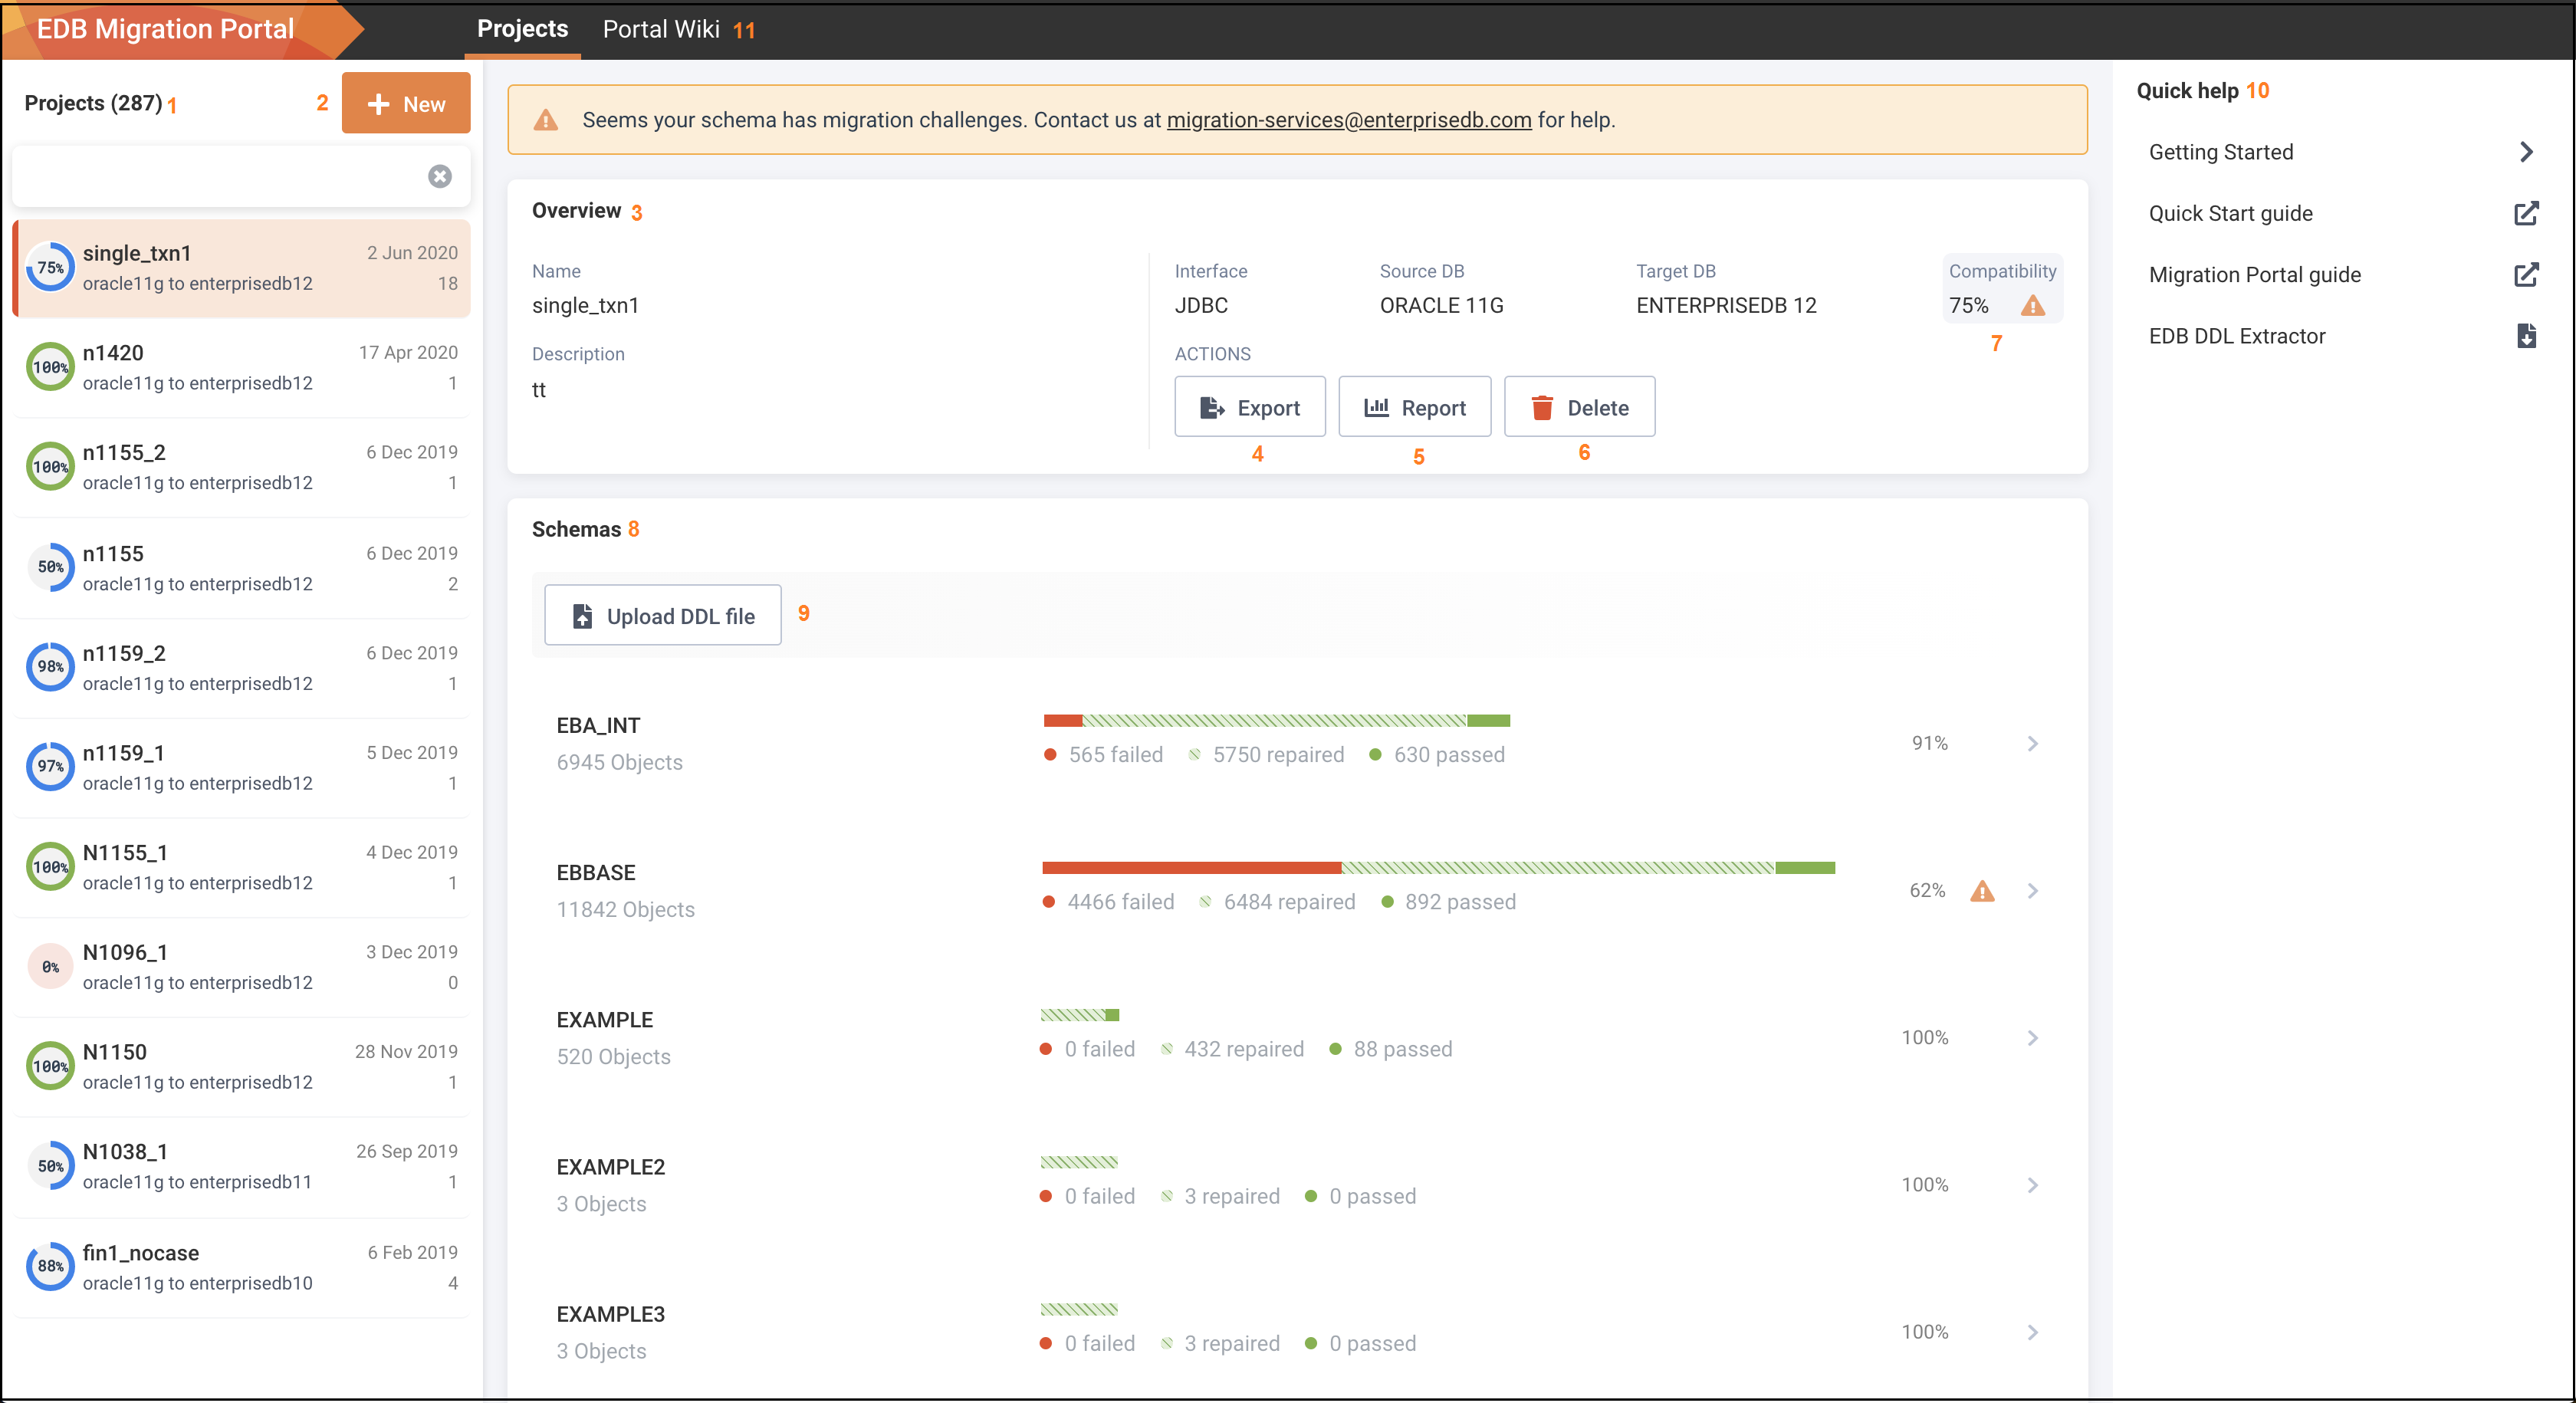 EDB Migration Portal
Projects
Portal Wiki 11
Projects (287) 1
2
New
single_txn1
2 Jun 2020
75%
oracle11g to enterprisedb12
18
n1420
17 Apr 2020
100%
oracle11g to enterprisedb12
1
n1155_2
6 Dec 2019
100%
oracle11g to enterprisedb12
1
n1155
6 Dec 2019
50%
oracle11g to enterprisedb12
2
n1159_2
6 Dec 2019
98%
oracle11g to enterprisedb12
1
n1159_1
5 Dec 2019
97%
oracle11g to enterprisedb12
1
N1155_1
4 Dec 2019
100%
oracle11g to enterprisedb12
1
N1096_1
3 Dec 2019
0%
oracle11g to enterprisedb12
0
N1150
28 Nov 2019
100%
oracle11g to enterprisedb12
1
N1038_1
26 Sep 2019
50%
oracle11g to enterprisedb11
1
fin1_nocase
6 Feb 2019
88%
oracle11g to enterprisedb10
4
Seems your schema has migration challenges. Contact us at migration-services@enterprisedb.com for help.
Overview 3
Name
single_txn1
Description
tt
Interface
JDBC
Source DB
ORACLE 11G
Target DB
ENTERPRISEDB 12
Compatibility
75%
7
ACTIONS
Export
Report
Delete
4
5
6
Schemas 8
Upload DDL file
9
EBA_INT
6945 Objects
565 failed 5750 repaired 630 passed
91%
EBBASE
11842 Objects
4466 failed 6484 repaired 892 passed
62%
EXAMPLE
520 Objects
0 failed 432 repaired 88 passed
100%
EXAMPLE2
3 Objects
0 failed 3 repaired 0 passed
100%
EXAMPLE3
3 Objects
0 failed 3 repaired 0 passed
100%
Quick help 10
Getting Started
Quick Start guide
Migration Portal guide
EDB DDL Extractor